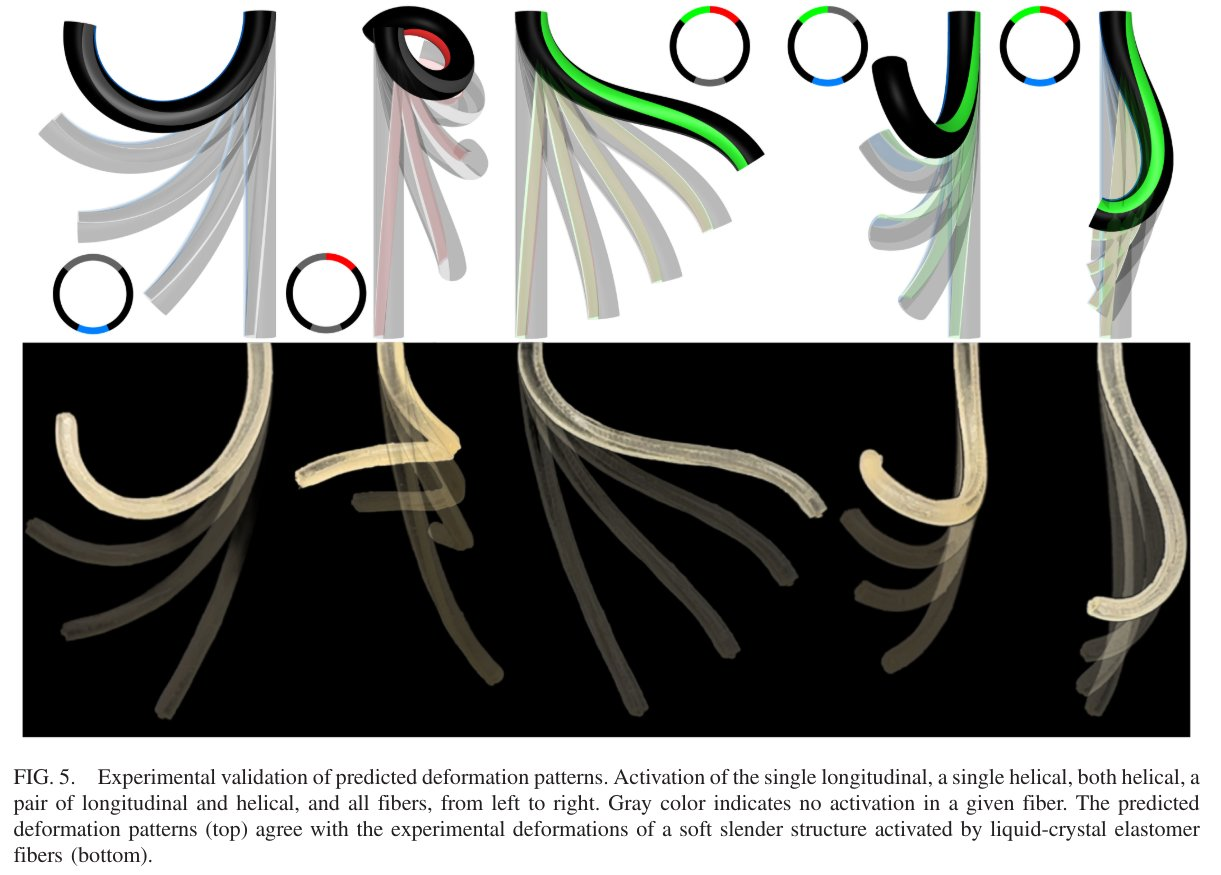 FIG. 5. Experimental validation of predicted deformation patterns. Activation of the single longitudinal, a single helical, both helical, a
pair of longitudinal and helical, and all fibers, from left to right. Gray color indicates no activation in a given fiber. The predicted
deformation patterns (top) agree with the experimental deformations of a soft slender structure activated by liquid-crystal elastomer
fibers (bottom).